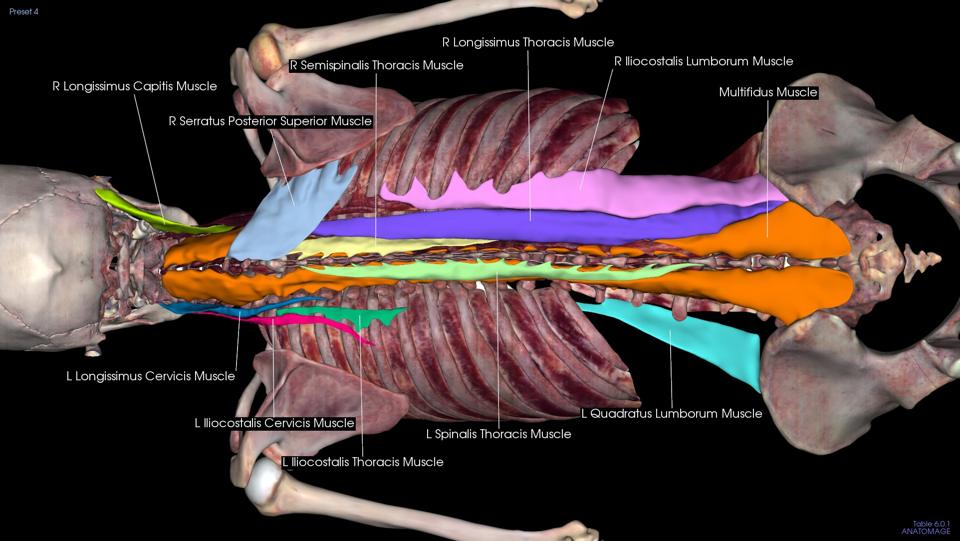 Preset 4
R Longissimus Thoracis Muscle
R Semispinalis Thoracis Muscle
R Iliocostalis Lumborum Muscle
R Longissimus Capitis Muscle
Multifidus Muscle
R Serratus Posterior Superior Muscle
L Longissimus Cervicis Muscle
L Quadratus Lumborum Muscle
L Iliocostalis Cervicis Muscle
L Spinalis Thoracis Muscle
L Iliocostalis Thoracis Muscle
Table 6.0.1
ANATOMAGE